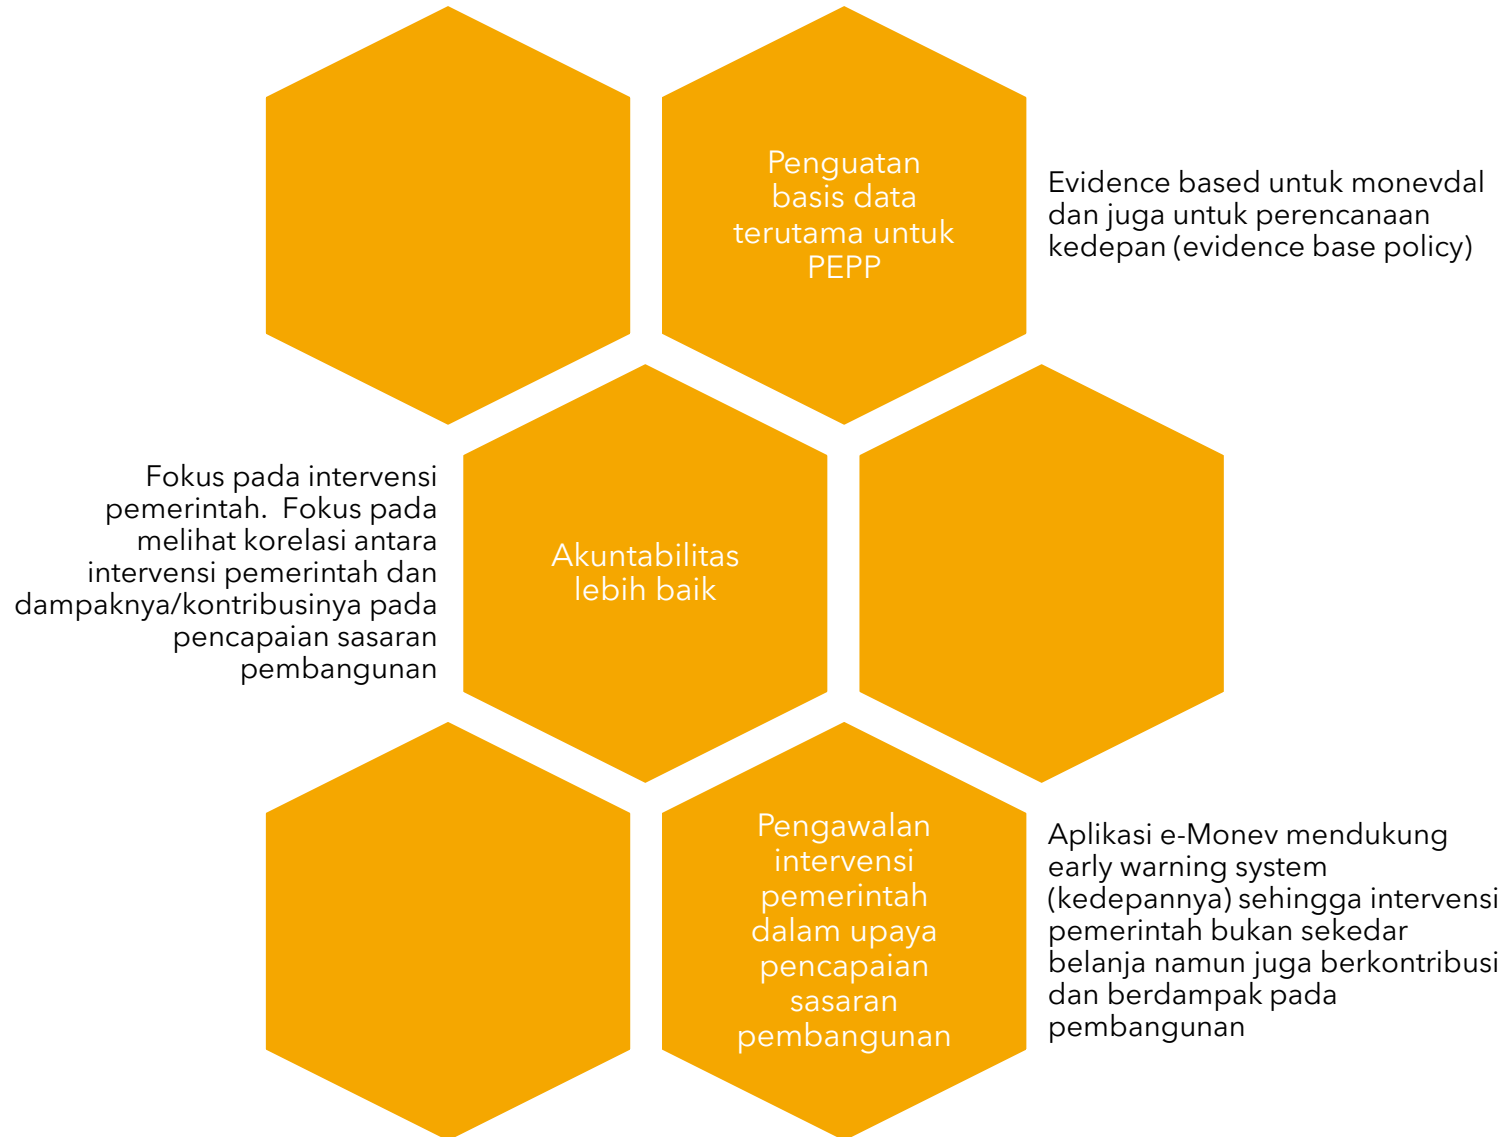 Penguatan
basis data
terutama untuk
PEPP
Evidence based untuk monevdal
dan juga untuk perencanaan
kedepan (evidence base policy)
Fokus pada intervensi
pemerintah.  Fokus pada
melihat korelasi antara
intervensi pemerintah dan
dampaknya/kontribusinya pada
pencapaian sasaran
pembangunan
Akuntabilitas
lebih baik
Pengawalan
intervensi
pemerintah
dalam upaya
pencapaian
sasaran
pembangunan
Aplikasi e-Monev mendukung
early warning system
(kedepannya) sehingga intervensi
pemerintah bukan sekedar
belanja namun juga berkontribusi
dan berdampak pada
pembangunan